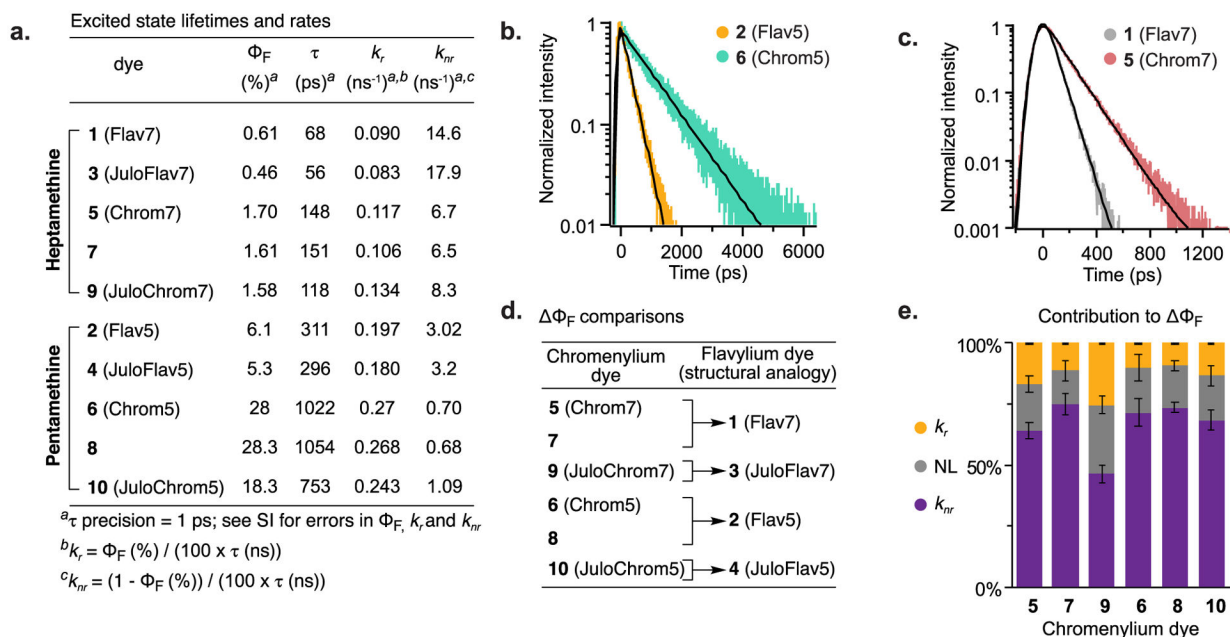 a.
Excited state lifetimes and rates
dye ΦF (%)a τ (ps)a kr (ns-1)a,b knr (ns-1)a,c
Heptamethine
1 (Flav7) 0.61 68 0.090 14.6
3 (JuloFlav7) 0.46 56 0.083 17.9
5 (Chrom7) 1.70 148 0.117 6.7
7 1.61 151 0.106 6.5
9 (JuloChrom7) 1.58 118 0.134 8.3
Pentamethine
2 (Flav5) 6.1 311 0.197 3.02
4 (JuloFlav5) 5.3 296 0.180 3.2
6 (Chrom5) 28 1022 0.27 0.70
8 28.3 1054 0.268 0.68
10 (JuloChrom5) 18.3 753 0.243 1.09
aτ precision = 1 ps; see SI for errors in ΦF, kr and knr
bkr = ΦF (%) / (100 x τ (ns))
cknr = (1 - ΦF (%)) / (100 x τ (ns))
b.
2 (Flav5)
6 (Chrom5)
Normalized intensity
1
0.1
0.01
0 2000 4000 6000
Time (ps)
c.
1 (Flav7)
5 (Chrom7)
Normalized intensity
1
0.1
0.01
0.001
0 400 800 1200
Time (ps)
d.
ΔΦF comparisons
Chromenylium dye
Flavylium dye (structural analogy)
5 (Chrom7)
7
1 (Flav7)
9 (JuloChrom7)
3 (JuloFlav7)
6 (Chrom5)
8
2 (Flav5)
10 (JuloChrom5)
4 (JuloFlav5)
e.
Contribution to ΔΦF
100%
50%
0%
kr
NL
knr
5 7 9 6 8 10
Chromenylium dye